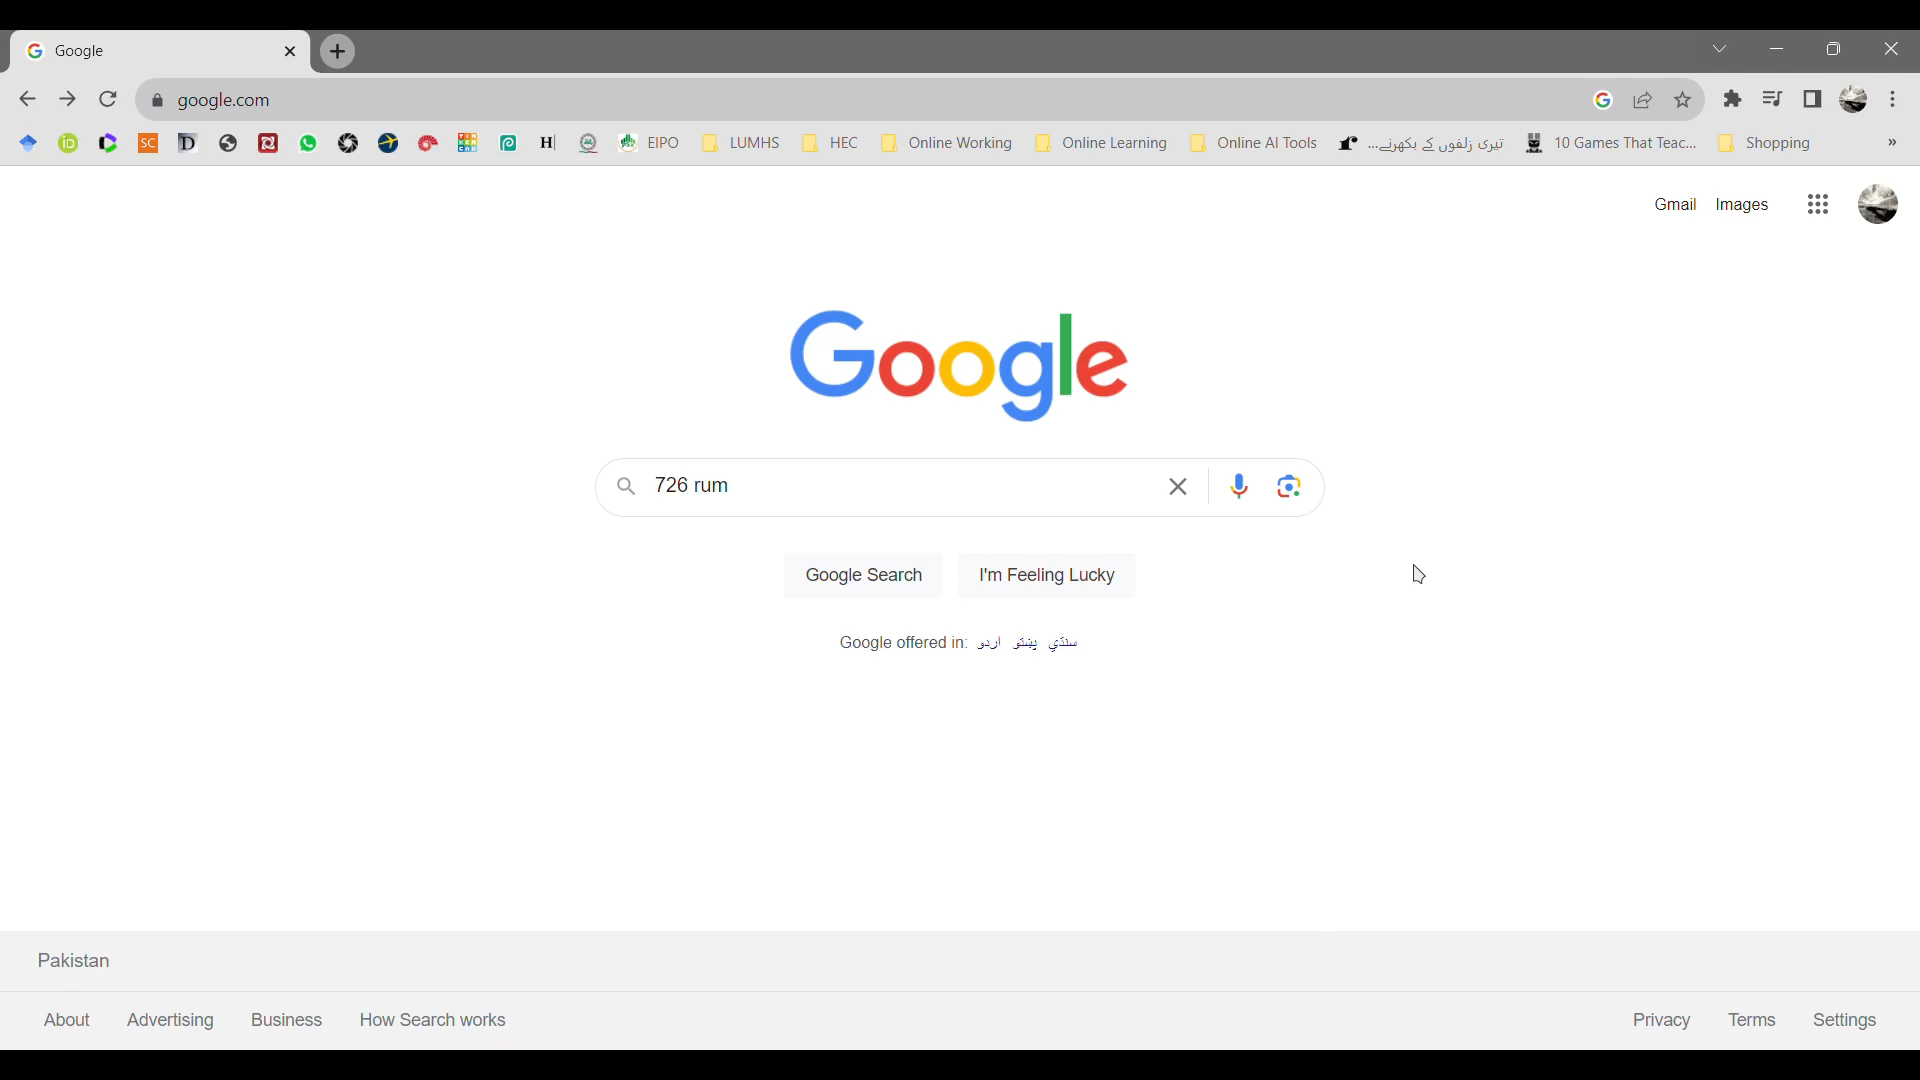 Google
google.com
SC D H EIPO LUMHS HEC Online Working Online Learning Online AI Tools تیری زلفوں کے بکھرنے... 10 Games That Teac... Shopping »
Gmail Images
Google
726 rum
Google Search I'm Feeling Lucky
Google offered in: اردو پښتو سنڌي
Pakistan
About Advertising Business How Search works Privacy Terms Settings